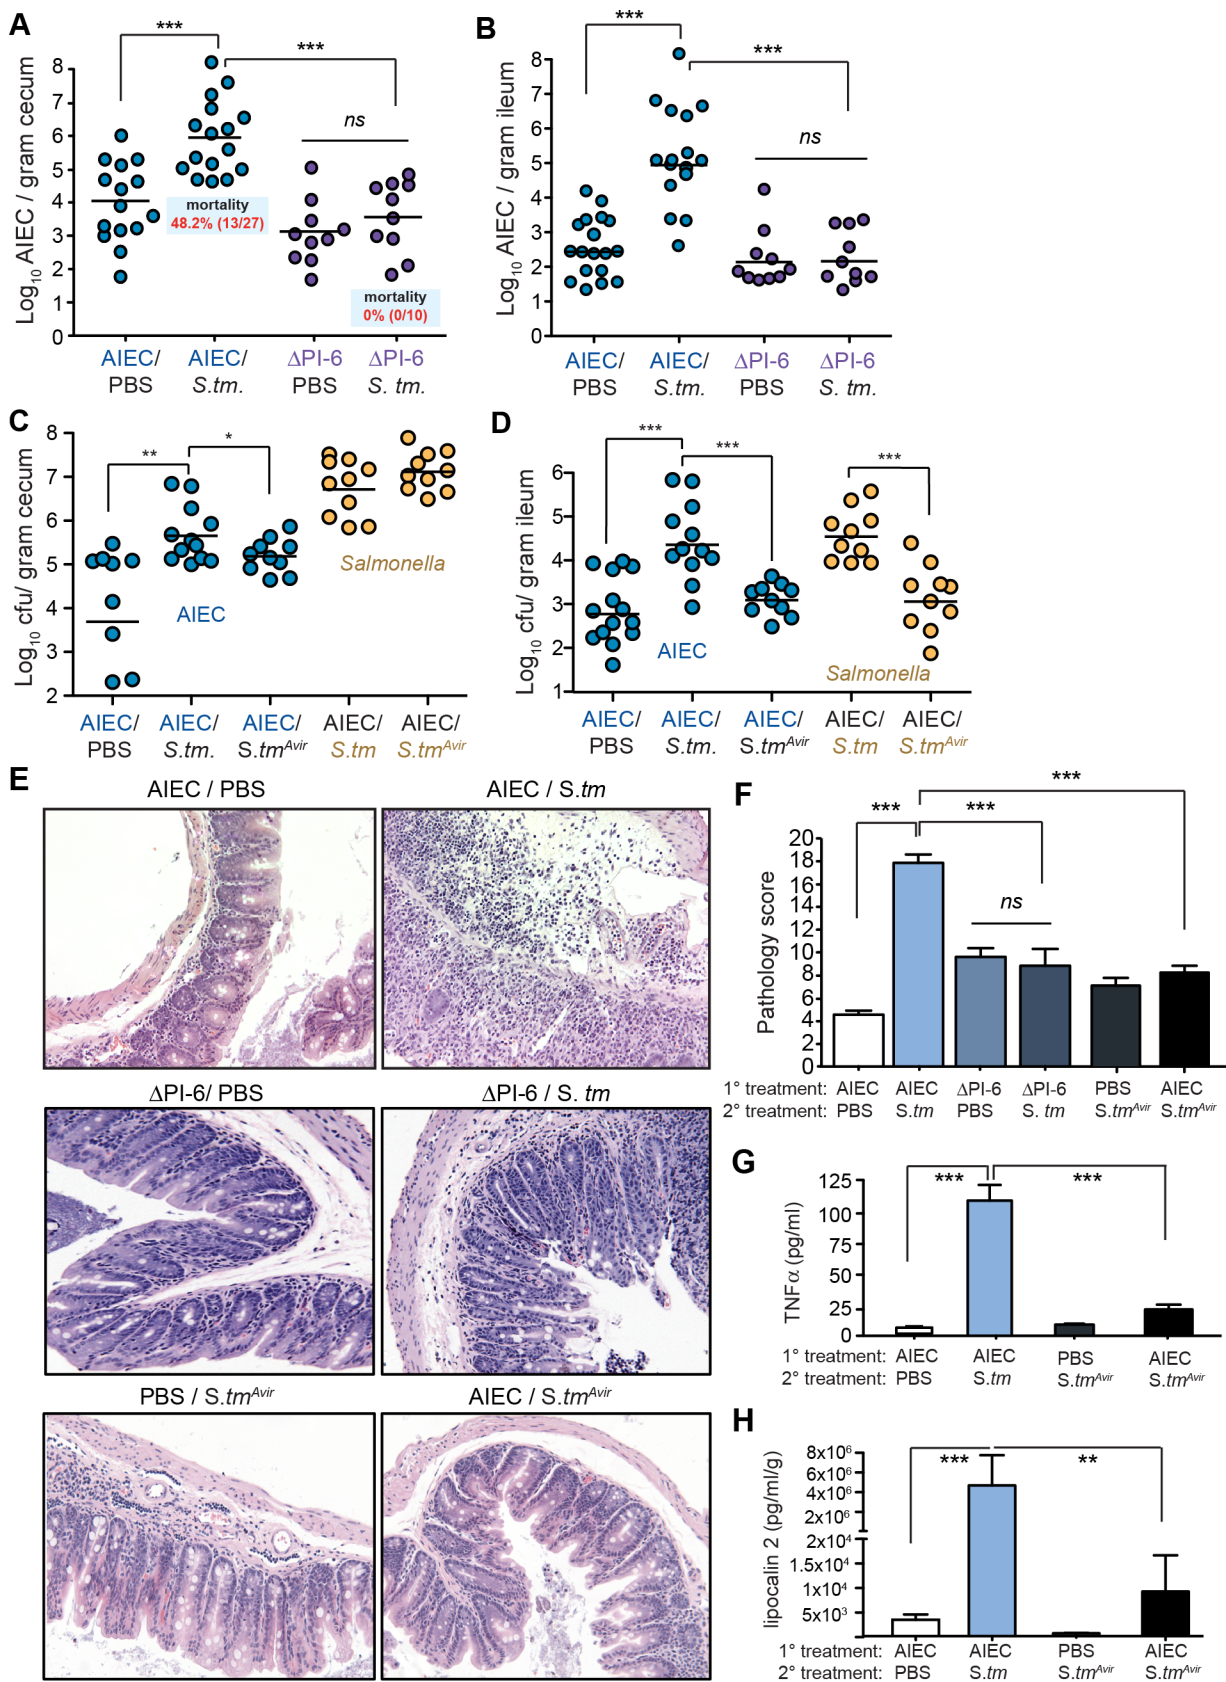 A
Log10 AIEC / gram cecum
8
7
6
5
4
3
2
1
0
***
***
ns
mortality
48.2% (13/27)
mortality
0% (0/10)
AIEC/ AIEC/ ΔPI-6 ΔPI-6
PBS S.tm. PBS S. tm.
B
Log10 AIEC / gram ileum
8
7
6
5
4
3
2
1
0
***
***
ns
AIEC/ AIEC/ ΔPI-6 ΔPI-6
PBS S.tm. PBS S. tm.
C
Log10 cfu/ gram cecum
8
7
6
5
4
3
2
**
*
AIEC
Salmonella
AIEC/ AIEC/ AIEC/ AIEC/ AIEC/
PBS S.tm. S.tmAvir S.tm S.tmAvir
D
Log10 cfu/ gram ileum
6
5
4
3
2
1
***
***
***
AIEC
Salmonella
AIEC/ AIEC/ AIEC/ AIEC/ AIEC/
PBS S.tm. S.tmAvir S.tm S.tmAvir
E
AIEC / PBS AIEC / S.tm
ΔPI-6/ PBS ΔPI-6 / S. tm
PBS / S.tmAvir AIEC / S.tmAvir
F
Pathology score
20
18
16
14
12
10
8
6
4
2
0
***
***
***
ns
1° treatment: AIEC AIEC ΔPI-6 ΔPI-6 PBS AIEC
2° treatment: PBS S.tm PBS S. tm S.tmAvir S.tmAvir
G
TNFα (pg/ml)
125
100
75
50
25
0
***
***
1° treatment: AIEC AIEC PBS AIEC
2° treatment: PBS S.tm S.tmAvir S.tmAvir
H
lipocalin 2 (pg/ml/g)
8x10⁶
6x10⁶
4x10⁶
2x10⁶
2x10⁴
1.5x10⁴
1x10⁴
5x10³
***
**
1° treatment: AIEC AIEC PBS AIEC
2° treatment: PBS S.tm S.tmAvir S.tmAvir